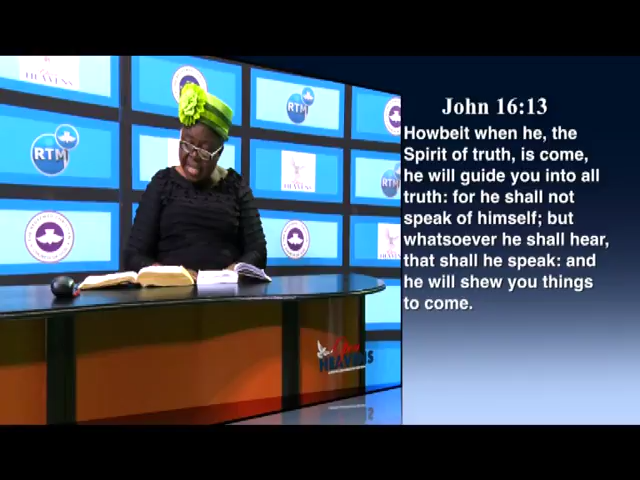 John 16:13
Howbeit when he, the
Spirit of truth, is come,
he will guide you into all
truth: for he shall not
speak of himself; but
whatsoever he shall hear,
that shall he speak: and
he will shew you things
to come.
HEAVENS
RTM
RTM
HEAVENS
RTM
HEAVENS